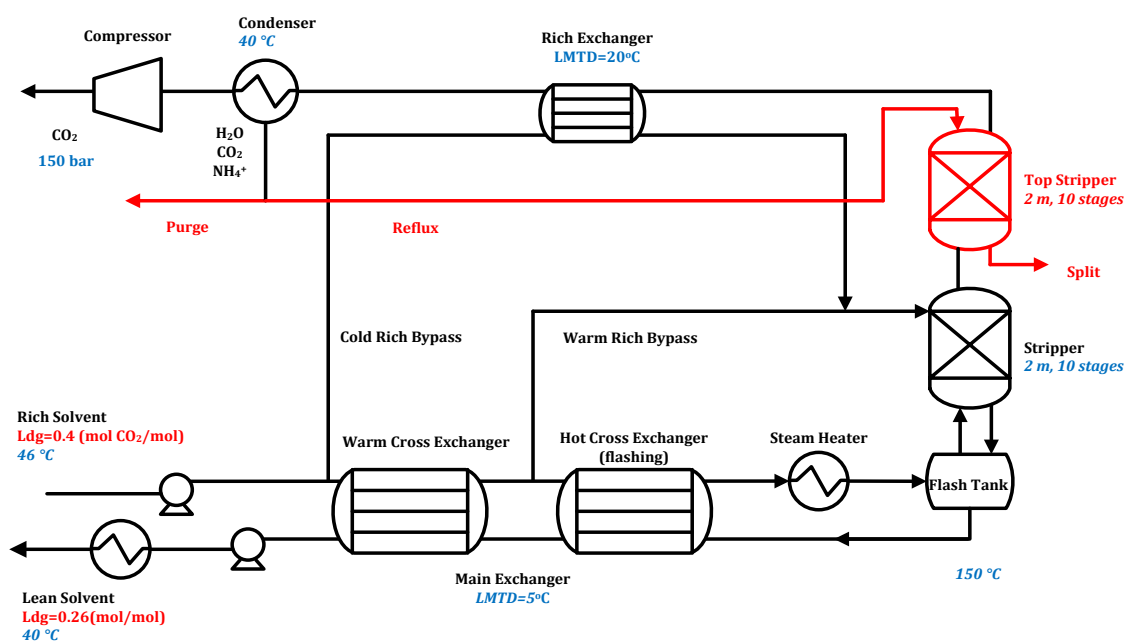 Compressor
CO₂
150 bar
Condenser
40 °C
H₂O
CO₂
NH₄⁺
Rich Exchanger
LMTD=20ᵒC
Purge
Reflux
Top Stripper
2 m, 10 stages
Split
Cold Rich Bypass
Warm Rich Bypass
Stripper
2 m, 10 stages
Rich Solvent
Ldg=0.4 (mol CO₂/mol)
46 °C
Warm Cross Exchanger
Hot Cross Exchanger
(flashing)
Steam Heater
Flash Tank
Lean Solvent
Ldg=0.26(mol/mol)
40 °C
Main Exchanger
LMTD=5ᵒC
150 °C